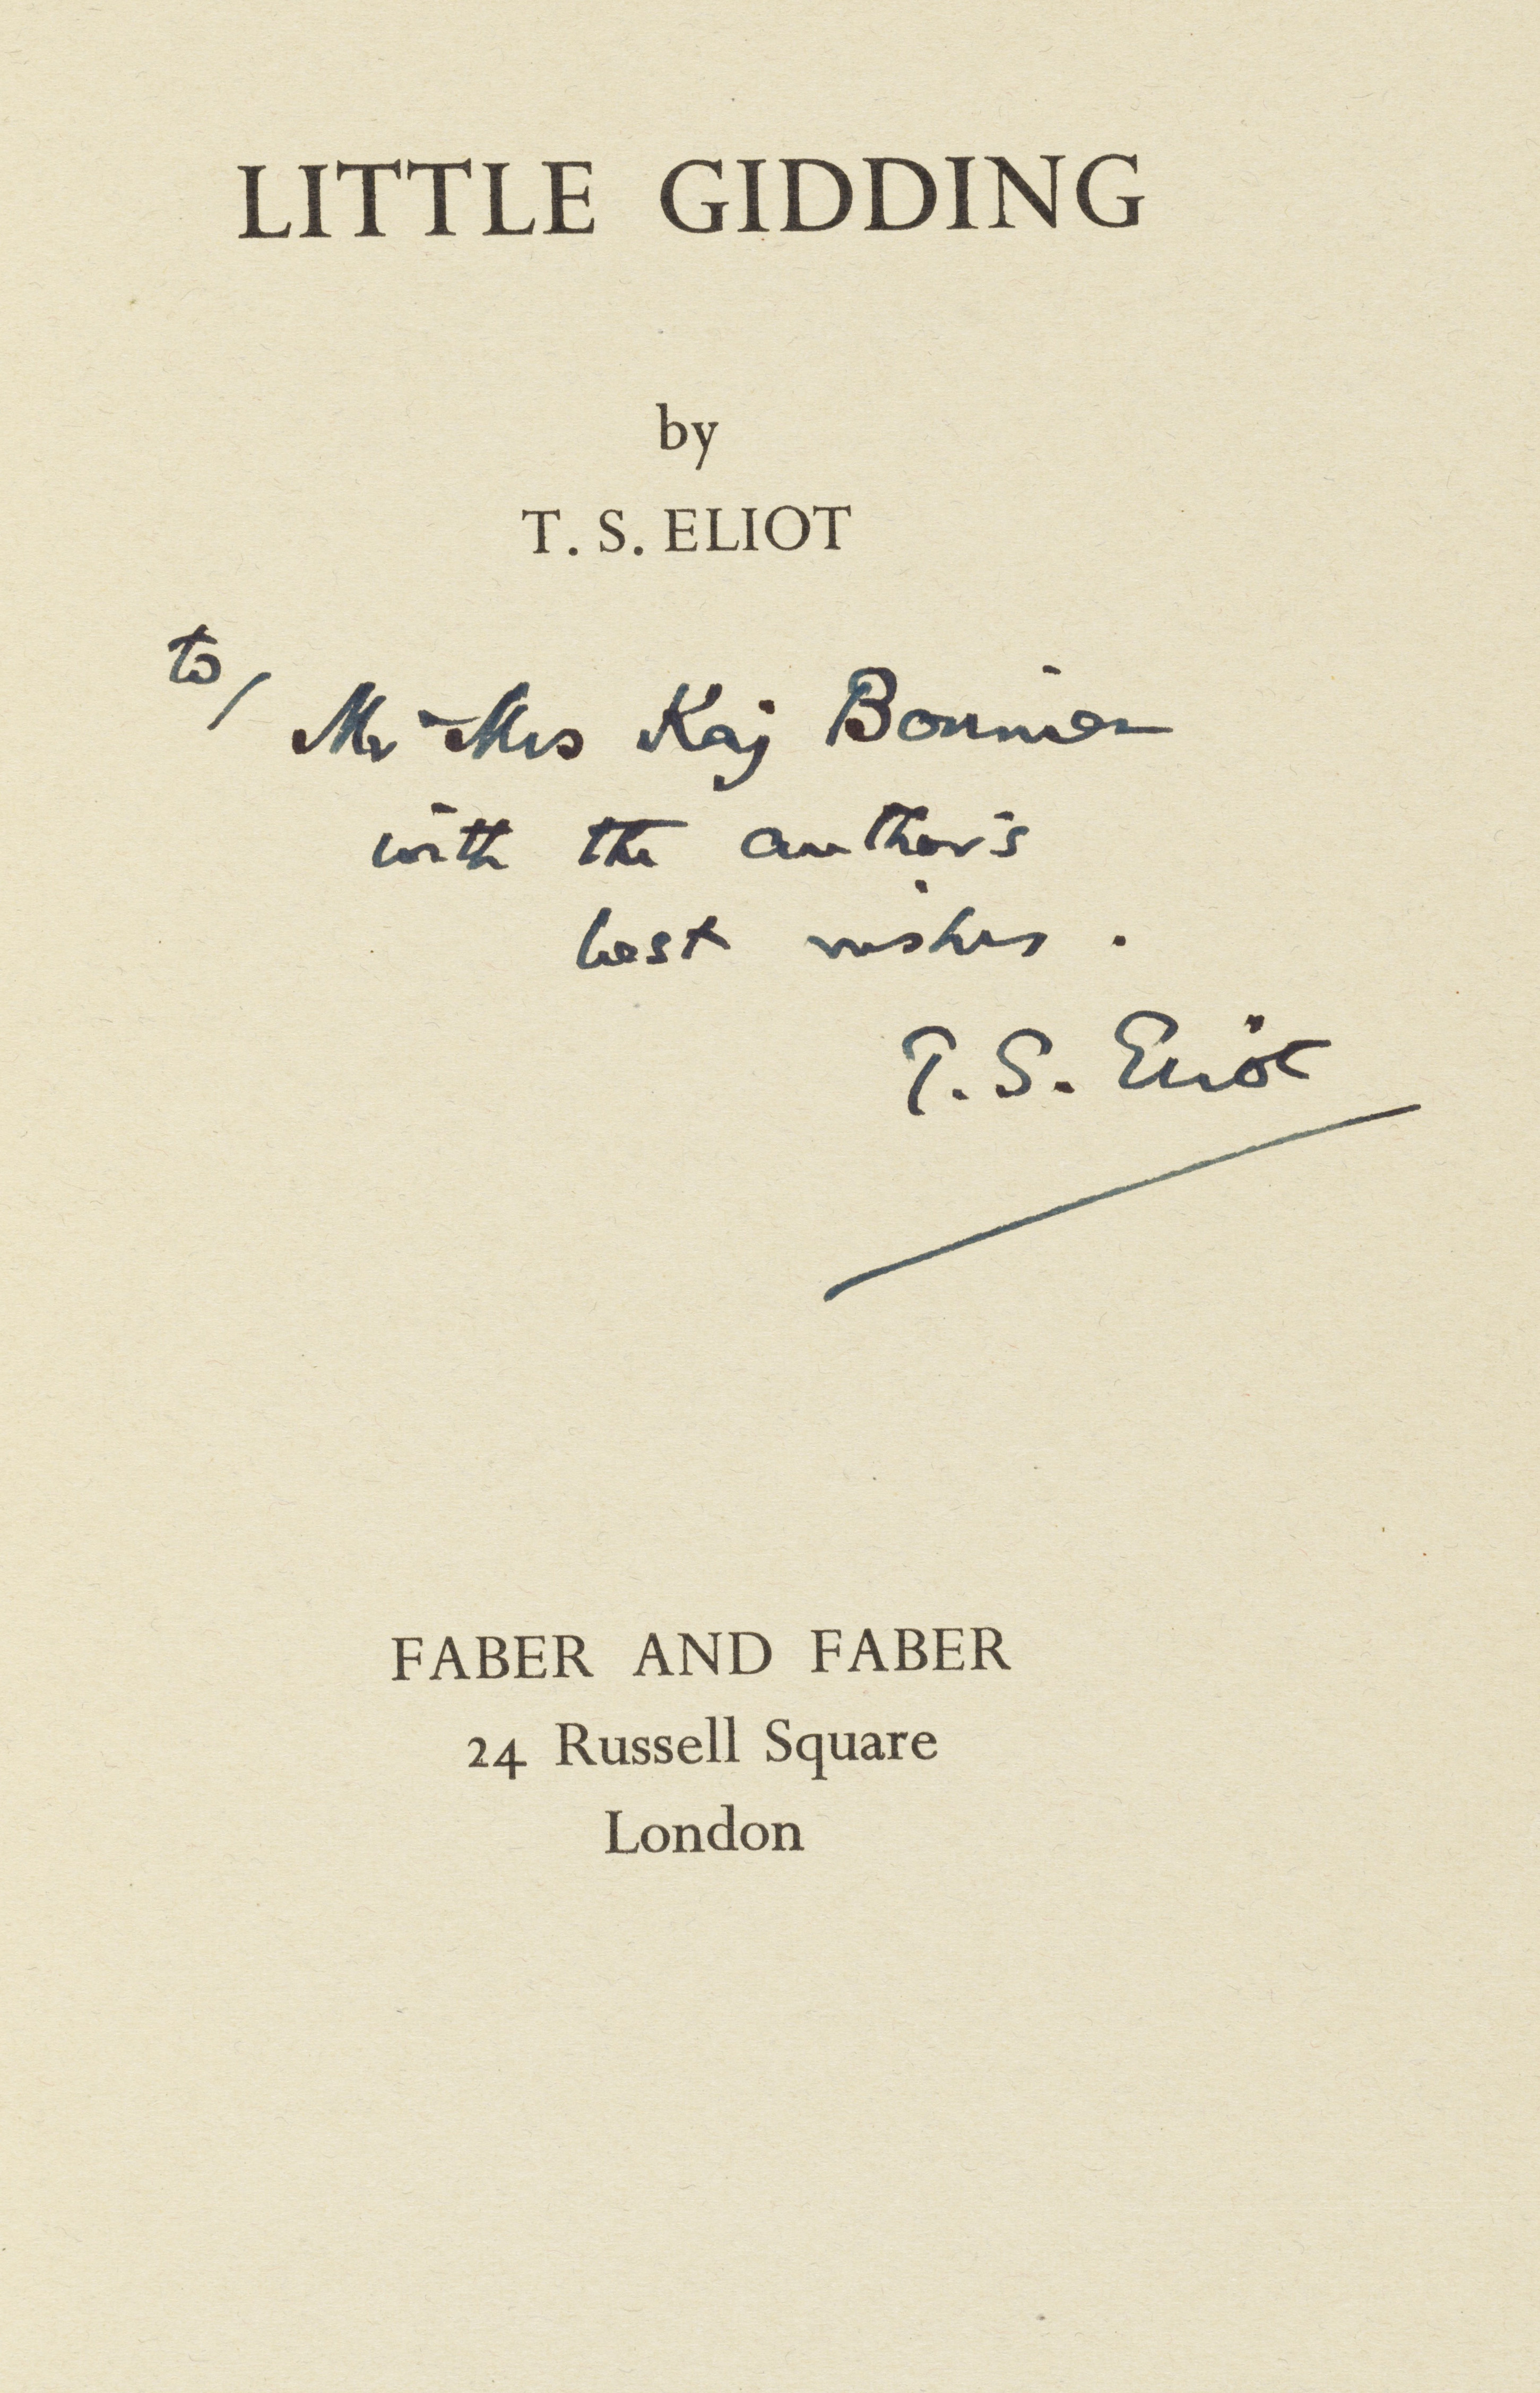 LITTLE GIDDING
by
T. S. ELIOT
to/
Mr & Mrs Kaj Bonnier
with the author's
best wishes.
T. S. Eliot
FABER AND FABER
24 Russell Square
London